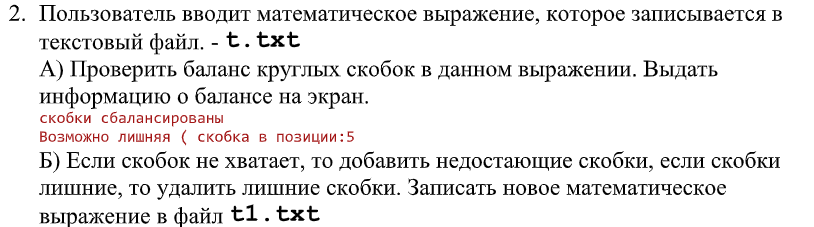 2. Пользователь вводит математическое выражение, которое записывается в
текстовый файл. - t.txt
А) Проверить баланс круглых скобок в данном выражении. Выдать
информацию о балансе на экран.
скобки сбалансированы
Возможно лишняя ( скобка в позиции:5
Б) Если скобок не хватает, то добавить недостающие скобки, если скобки
лишние, то удалить лишние скобки. Записать новое математическое
выражение в файл t1.txt